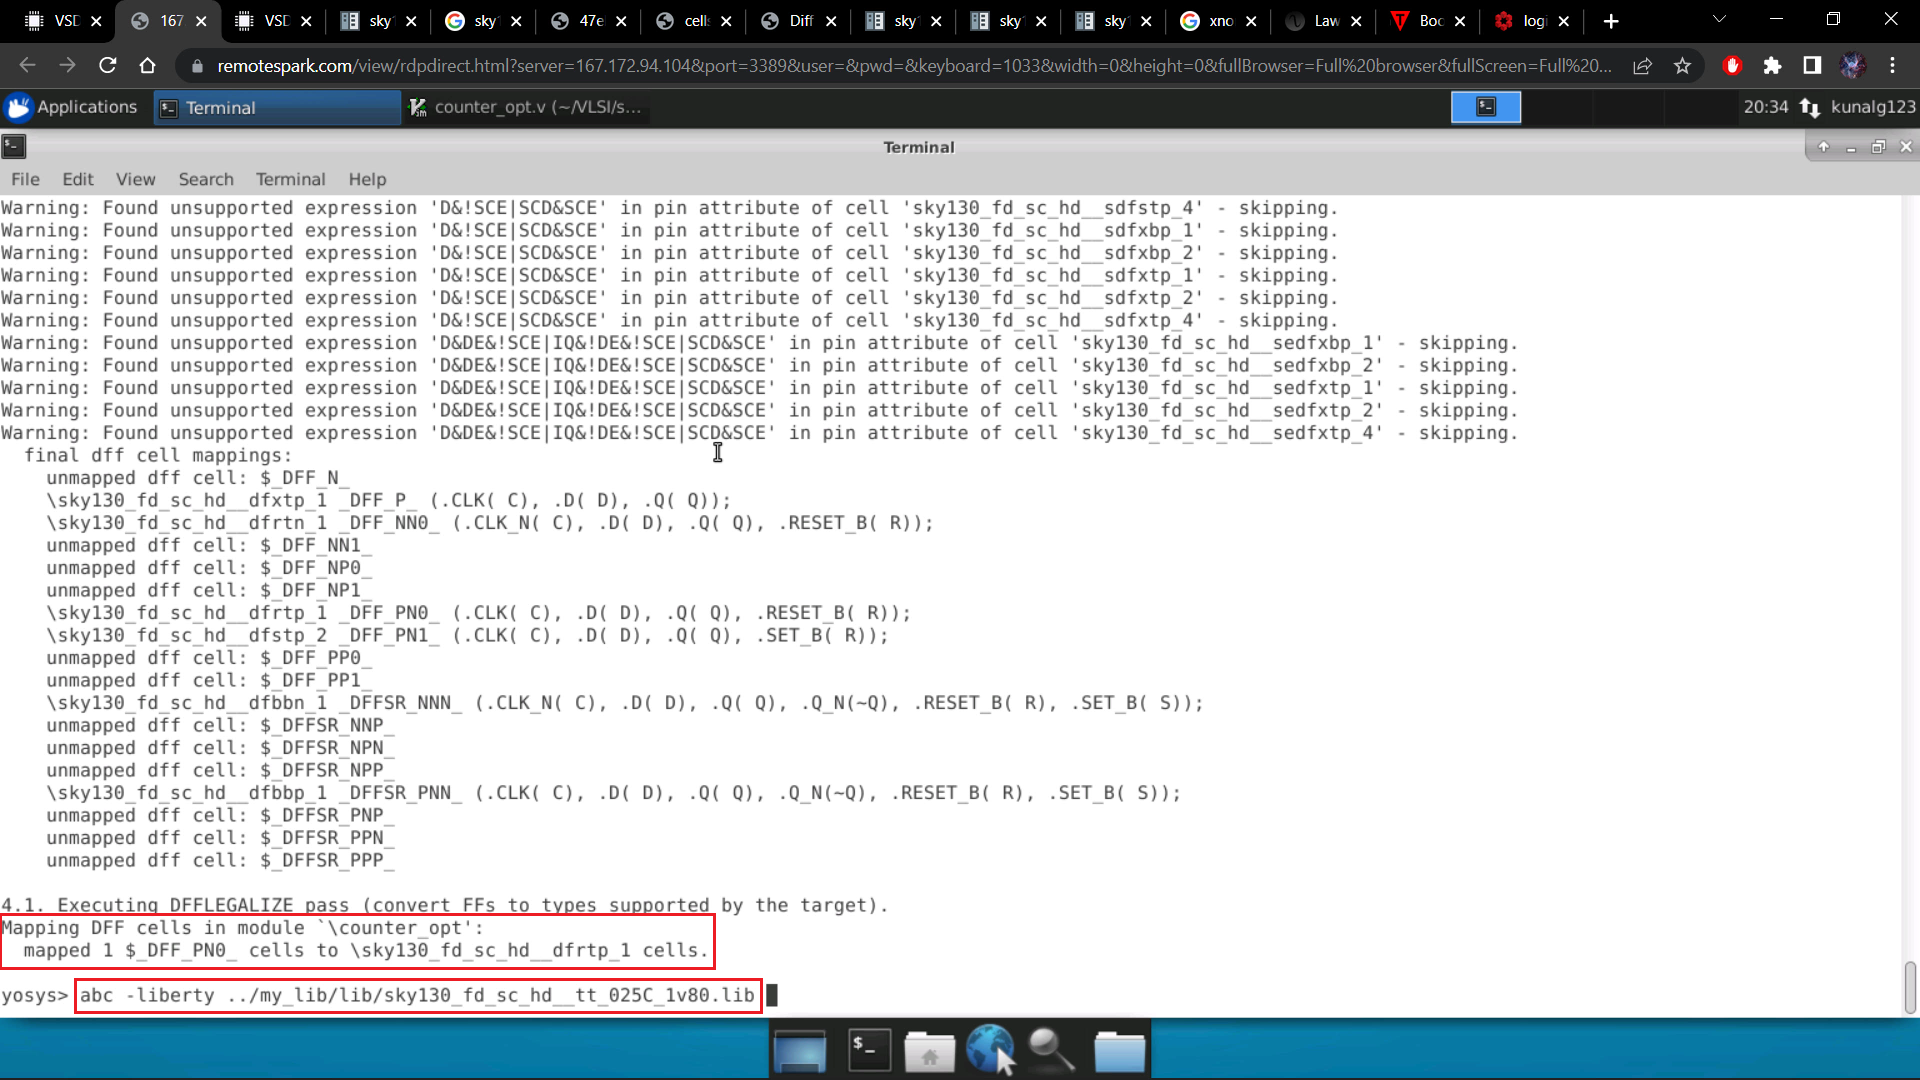 VSD 167 VSD sky sky 47e cell Diff sky sky sky xno Law Boo logi
remotespark.com/view/rdpdirect.html?server=167.172.94.104&port=3389&user=&pwd=&keyboard=1033&width=0&height=0&fullBrowser=Full%20browser&fullScreen=Full%20...
Applications Terminal counter_opt.v (~/VLSI/s... 20:34 kunalg123
Terminal
File Edit View Search Terminal Help
Warning: Found unsupported expression 'D&!SCE|SCD&SCE' in pin attribute of cell 'sky130_fd_sc_hd__sdfstp_4' - skipping.
Warning: Found unsupported expression 'D&!SCE|SCD&SCE' in pin attribute of cell 'sky130_fd_sc_hd__sdfxbp_1' - skipping.
Warning: Found unsupported expression 'D&!SCE|SCD&SCE' in pin attribute of cell 'sky130_fd_sc_hd__sdfxbp_2' - skipping.
Warning: Found unsupported expression 'D&!SCE|SCD&SCE' in pin attribute of cell 'sky130_fd_sc_hd__sdfxtp_1' - skipping.
Warning: Found unsupported expression 'D&!SCE|SCD&SCE' in pin attribute of cell 'sky130_fd_sc_hd__sdfxtp_2' - skipping.
Warning: Found unsupported expression 'D&!SCE|SCD&SCE' in pin attribute of cell 'sky130_fd_sc_hd__sdfxtp_4' - skipping.
Warning: Found unsupported expression 'D&DE&!SCE|IQ&!DE&!SCE|SCD&SCE' in pin attribute of cell 'sky130_fd_sc_hd__sedfxbp_1' - skipping.
Warning: Found unsupported expression 'D&DE&!SCE|IQ&!DE&!SCE|SCD&SCE' in pin attribute of cell 'sky130_fd_sc_hd__sedfxbp_2' - skipping.
Warning: Found unsupported expression 'D&DE&!SCE|IQ&!DE&!SCE|SCD&SCE' in pin attribute of cell 'sky130_fd_sc_hd__sedfxtp_1' - skipping.
Warning: Found unsupported expression 'D&DE&!SCE|IQ&!DE&!SCE|SCD&SCE' in pin attribute of cell 'sky130_fd_sc_hd__sedfxtp_2' - skipping.
Warning: Found unsupported expression 'D&DE&!SCE|IQ&!DE&!SCE|SCD&SCE' in pin attribute of cell 'sky130_fd_sc_hd__sedfxtp_4' - skipping.
final dff cell mappings:
unmapped dff cell: $_DFF_N_
\sky130_fd_sc_hd__dfxtp_1 _DFF_P_ (.CLK( C), .D( D), .Q( Q));
\sky130_fd_sc_hd__dfrtn_1 _DFF_NN0_ (.CLK_N( C), .D( D), .Q( Q), .RESET_B( R));
unmapped dff cell: $_DFF_NN1_
unmapped dff cell: $_DFF_NP0_
unmapped dff cell: $_DFF_NP1_
\sky130_fd_sc_hd__dfrtp_1 _DFF_PN0_ (.CLK( C), .D( D), .Q( Q), .RESET_B( R));
\sky130_fd_sc_hd__dfstp_2 _DFF_PN1_ (.CLK( C), .D( D), .Q( Q), .SET_B( R));
unmapped dff cell: $_DFF_PP0_
unmapped dff cell: $_DFF_PP1_
\sky130_fd_sc_hd__dfbbn_1 _DFFSR_NNN_ (.CLK_N( C), .D( D), .Q( Q), .Q_N(~Q), .RESET_B( R), .SET_B( S));
unmapped dff cell: $_DFFSR_NNP_
unmapped dff cell: $_DFFSR_NPN_
unmapped dff cell: $_DFFSR_NPP_
\sky130_fd_sc_hd__dfbbp_1 _DFFSR_PNN_ (.CLK( C), .D( D), .Q( Q), .Q_N(~Q), .RESET_B( R), .SET_B( S));
unmapped dff cell: $_DFFSR_PNP_
unmapped dff cell: $_DFFSR_PPN_
unmapped dff cell: $_DFFSR_PPP_
4.1. Executing DFFLEGALIZE pass (convert FFs to types supported by the target).
Mapping DFF cells in module `\counter_opt':
mapped 1 $_DFF_PN0_ cells to \sky130_fd_sc_hd__dfrtp_1 cells.
yosys> abc -liberty ../my_lib/lib/sky130_fd_sc_hd__tt_025C_1v80.lib